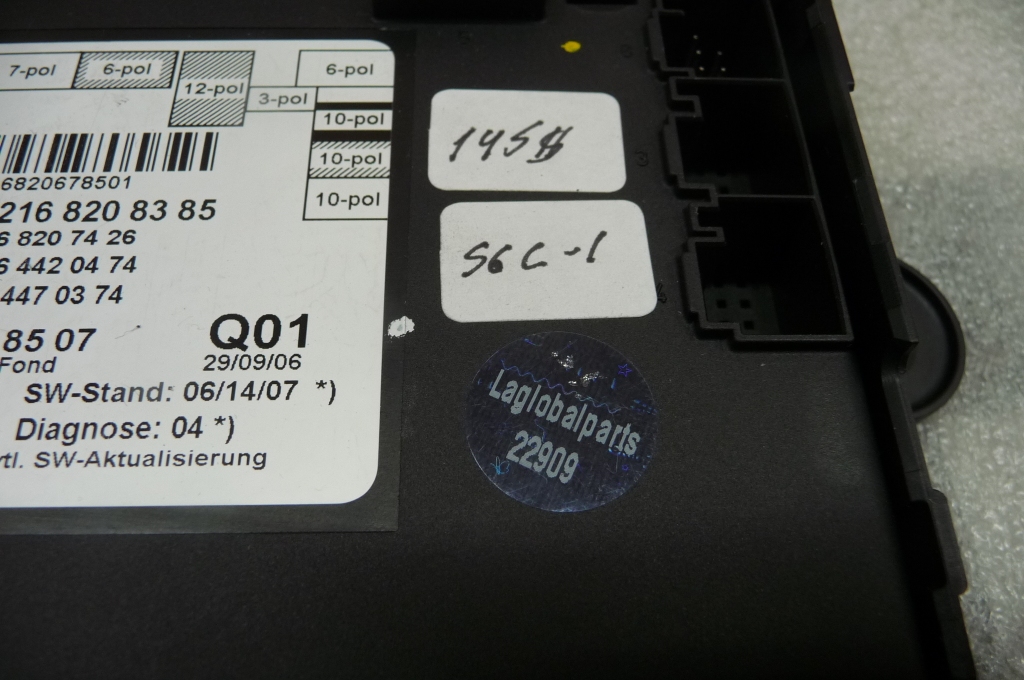 7-pol
6-pol
12-pol
3-pol
6-pol
10-pol
10-pol
10-pol
6820678501
216 820 83 85
6 820 74 26
6 442 04 74
447 03 74
85 07
Q01
Fond
29/09/06
SW-Stand: 06/14/07 *)
Diagnose: 04 *)
tl. SW-Aktualisierung
145$
S6C-1
Laglobalparts
22909